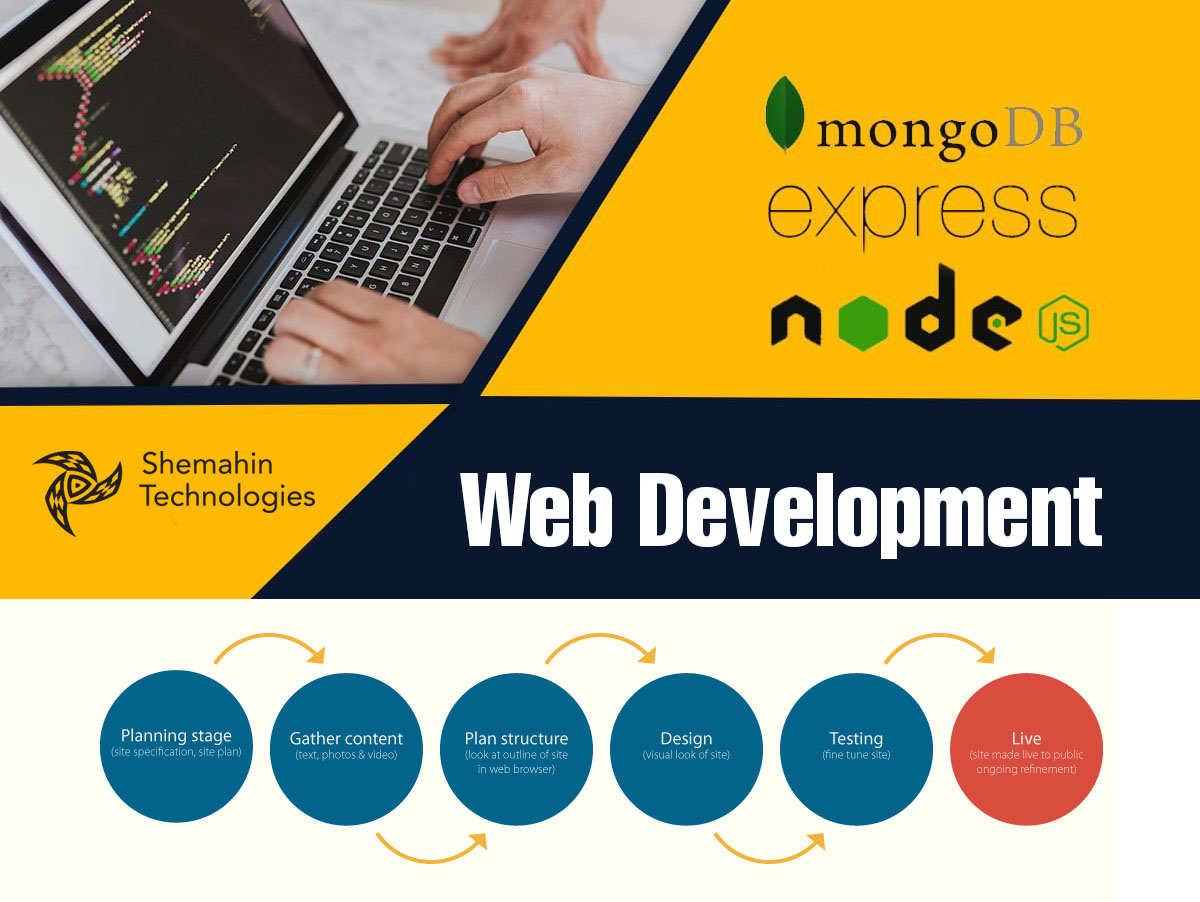 mongoDB
express
node JS
Shemahin
Technologies
Web Development
Planning stage
(site specification, site plan)
Gather content
(text, photos & video)
Plan structure
(look at outline of site
in web browser)
Design
(visual look of site)
Testing
(fine tune site)
Live
(site made live to public
ongoing refinement)